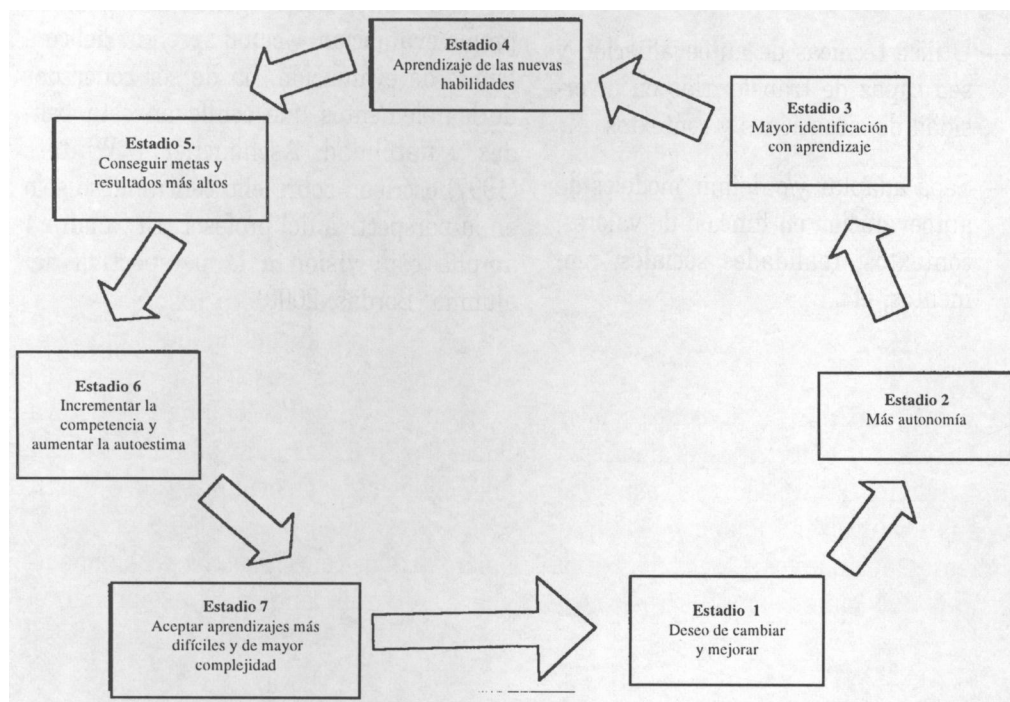 Estadio 4
Aprendizaje de las nuevas
habilidades
Estadio 3
Mayor identificación
con aprendizaje
Estadio 5.
Conseguir metas y
resultados más altos
Estadio 6
Incrementar la
competencia y
aumentar la autoestima
Estadio 2
Más autonomía
Estadio 7
Aceptar aprendizajes más
difíciles y de mayor
complejidad
Estadio 1
Deseo de cambiar
y mejorar